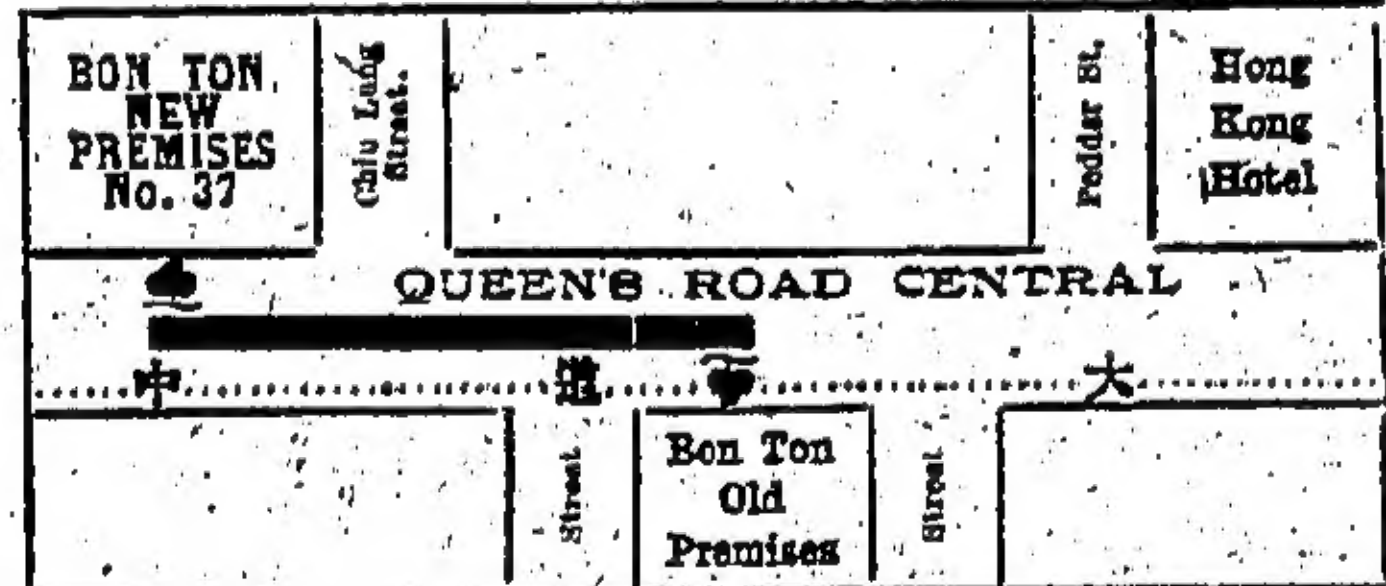 BON TON
NEW
PREMISES
No. 37
Chiu Lung
Street.
Pedder St.
Hong
Kong
Hotel
QUEEN'S ROAD CENTRAL
中 道 大
Street
Bon Ton
Old
Premises
Street